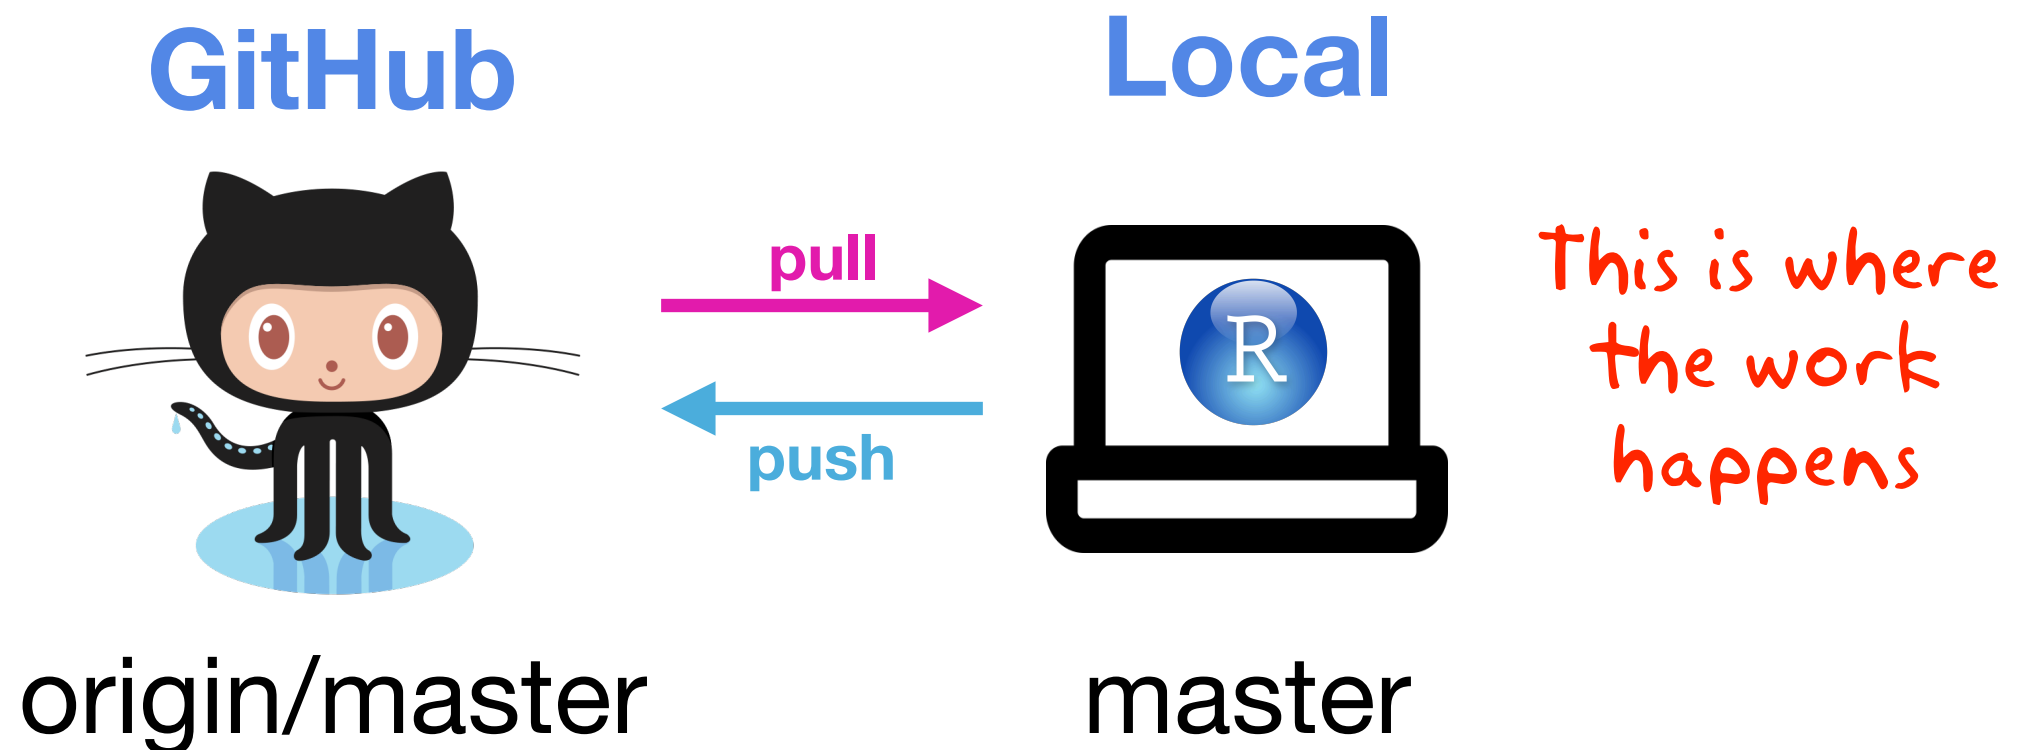 GitHub
Local
pull
push
R
This is where
the work
happens
origin/master
master